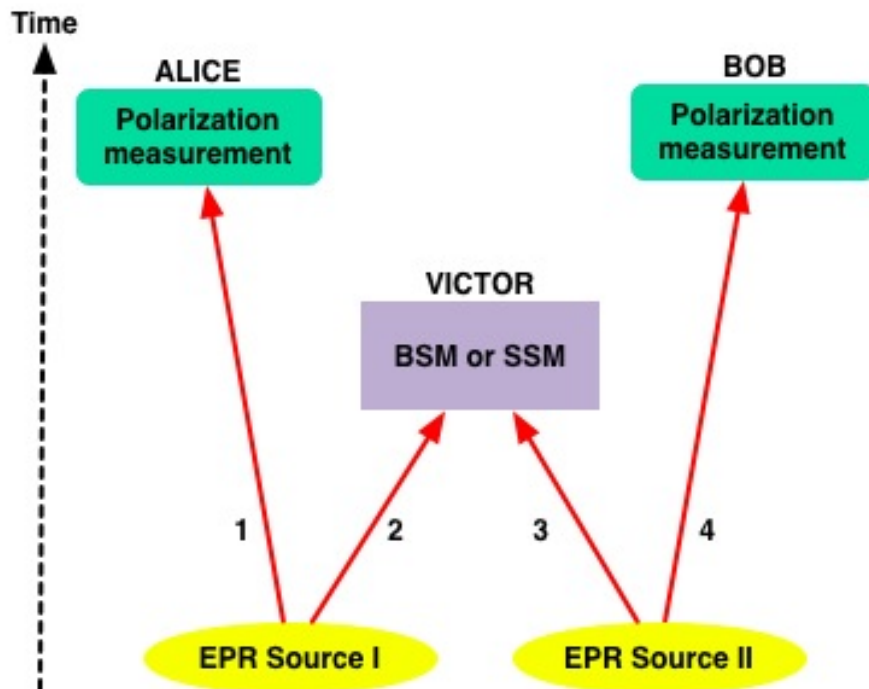 Time
ALICE
BOB
Polarization
measurement
Polarization
measurement
VICTOR
BSM or SSM
1
2
3
4
EPR Source I
EPR Source II